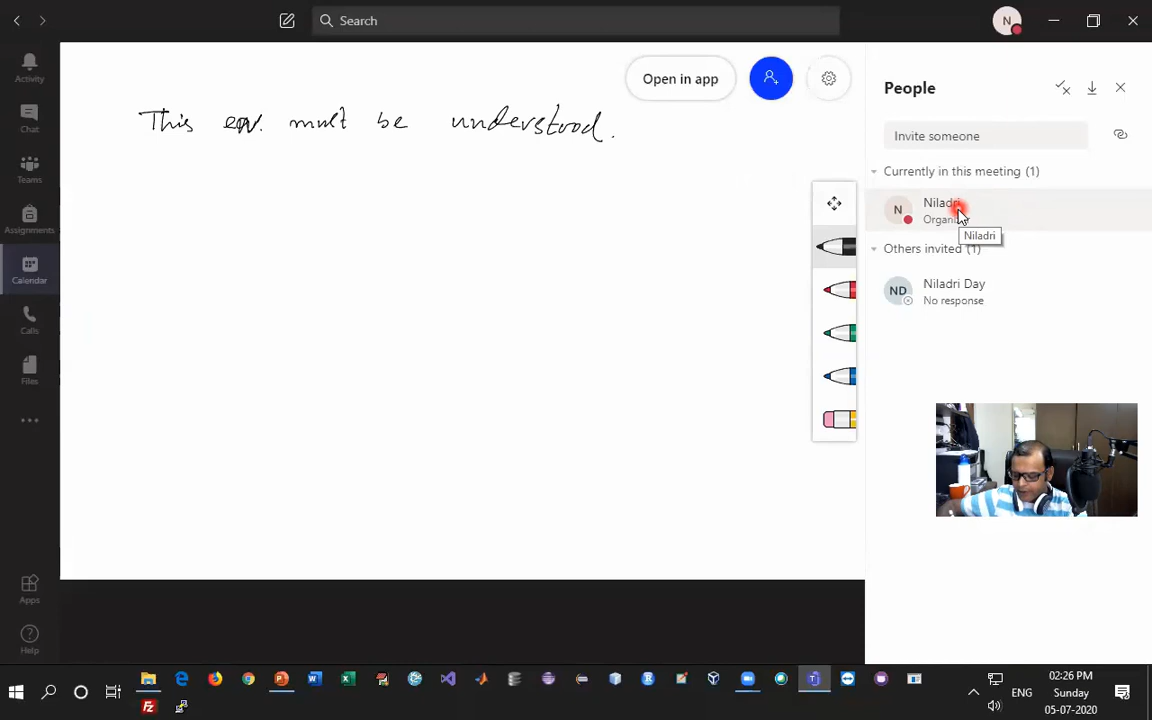 Search
N
Activity
Chat
Teams
Assignments
Calendar
Calls
Files
Apps
Help
Open in app
This eqn. must be understood.
People
Invite someone
Currently in this meeting (1)
N
Niladri
Niladri
Others invited (1)
ND
Niladri Day
No response
ENG
02:26 PM
Sunday
05-07-2020